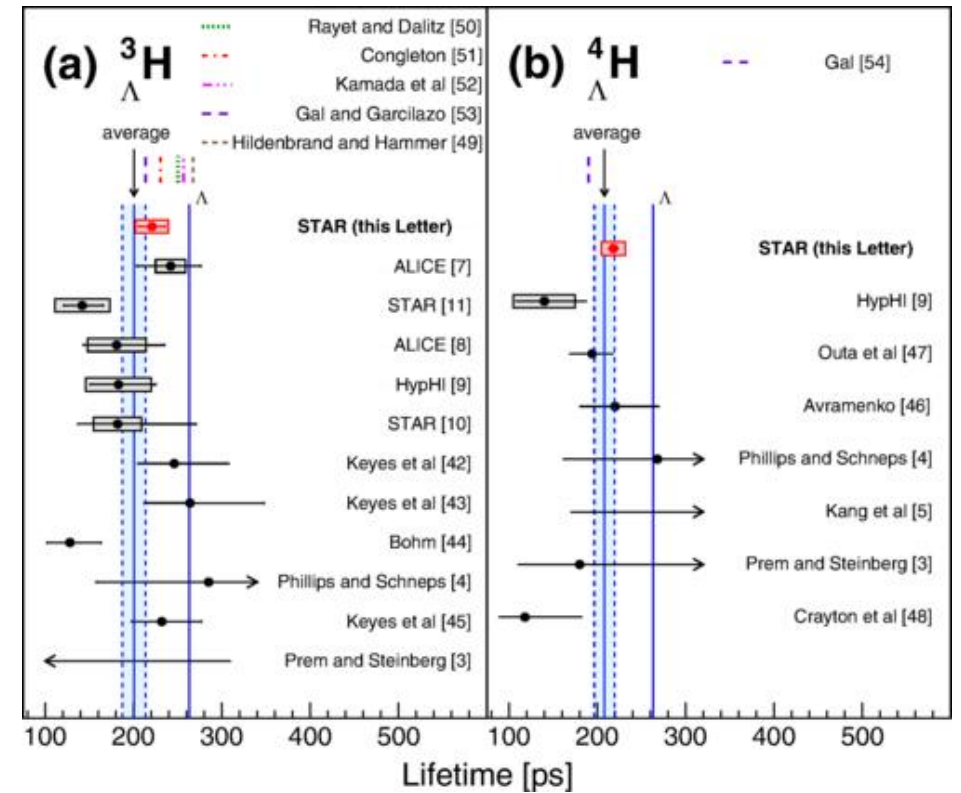 (a) ³H
Λ
Rayet and Dalitz [50]
Congleton [51]
Kamada et al [52]
Gal and Garcilazo [53]
Hildenbrand and Hammer [49]
average
Λ
STAR (this Letter)
ALICE [7]
STAR [11]
ALICE [8]
HypHI [9]
STAR [10]
Keyes et al [42]
Keyes et al [43]
Bohm [44]
Phillips and Schneps [4]
Keyes et al [45]
Prem and Steinberg [3]
100 200 300 400 500
(b) ⁴H
Λ
Gal [54]
average
Λ
STAR (this Letter)
HypHI [9]
Outa et al [47]
Avramenko [46]
Phillips and Schneps [4]
Kang et al [5]
Prem and Steinberg [3]
Crayton et al [48]
100 200 300 400 500
Lifetime [ps]